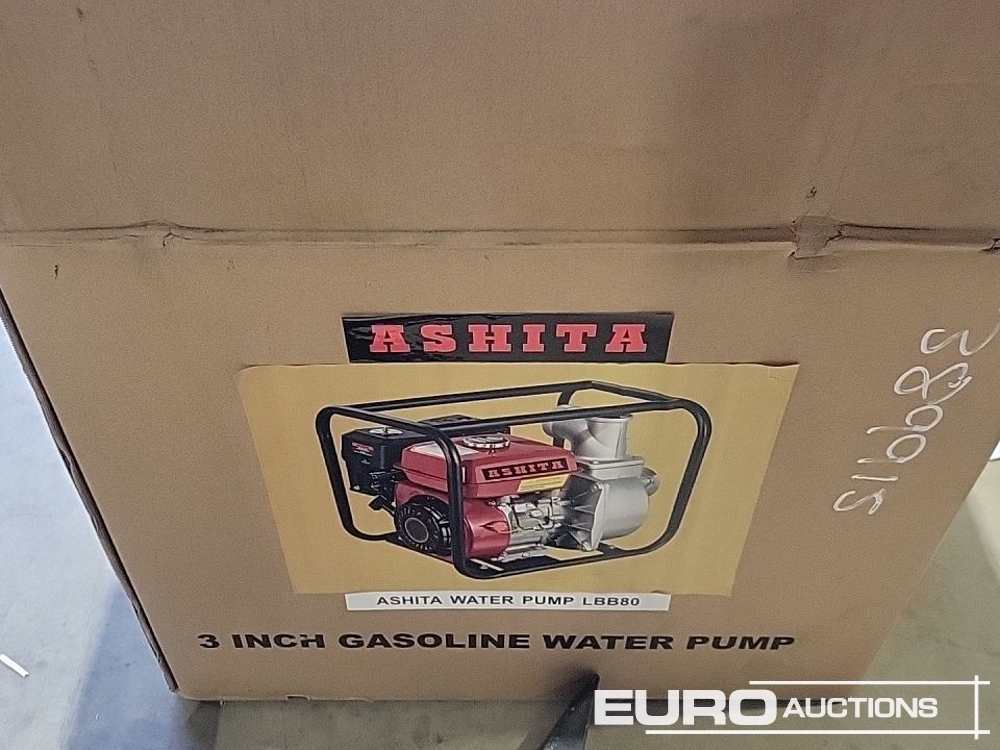 ASHITA
ASHITA
ASHITA WATER PUMP LBB80
3 INCH GASOLINE WATER PUMP
EURO AUCTIONS